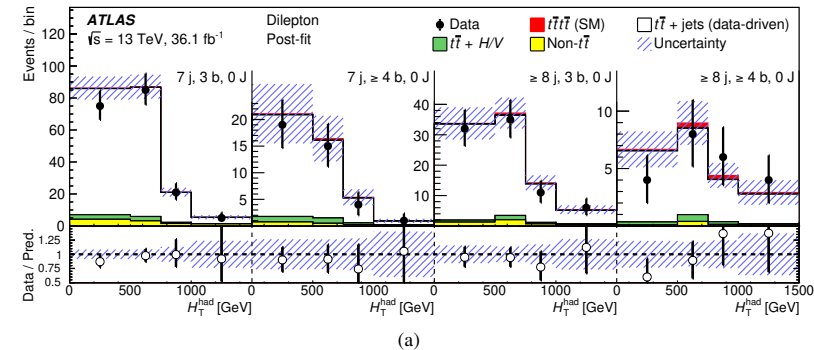 ATLAS
√s = 13 TeV, 36.1 fb⁻¹
Dilepton
Post-fit
Data
tt̄tt̄ (SM)
tt̄ + jets (data-driven)
tt̄ + H/V
Non-tt̄
Uncertainty
Events / bin
7 j, 3 b, 0 J
7 j, ≥ 4 b, 0 J
≥ 8 j, 3 b, 0 J
≥ 8 j, ≥ 4 b, 0 J
120
100
80
60
40
20
0
20
15
10
5
40
30
20
10
10
5
Data / Pred.
1.25
1
0.75
0.5
0 500 1000 0 500 1000 0 500 1000 0 500 1000 1500
H_T^had [GeV] H_T^had [GeV] H_T^had [GeV] H_T^had [GeV]
(a)